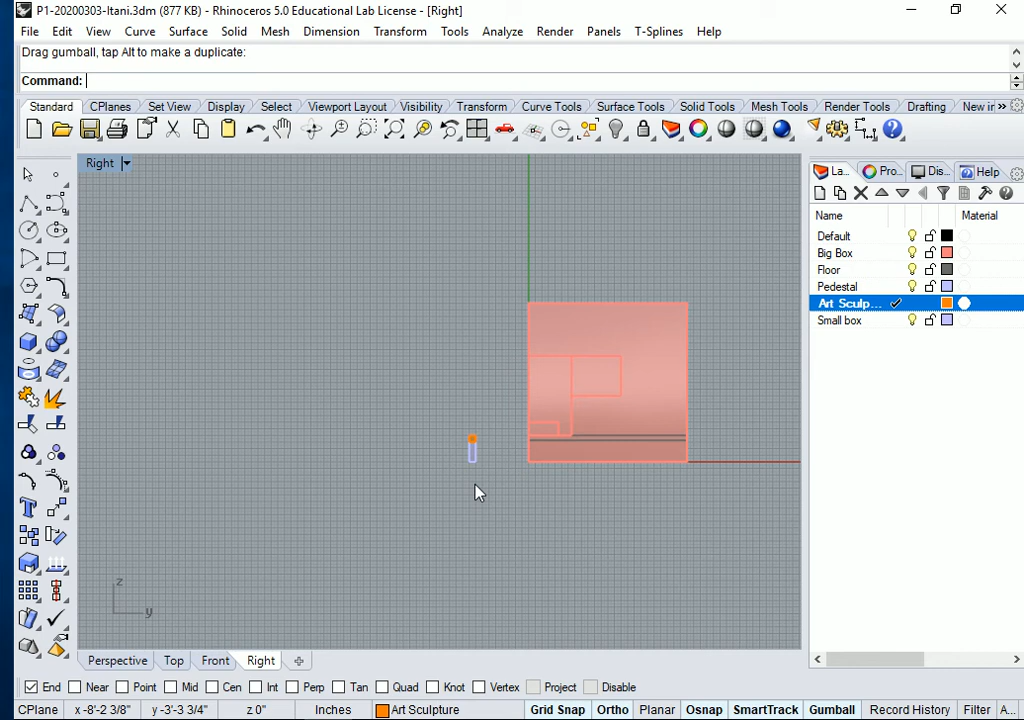 P1-20200303-Itani.3dm (877 KB) - Rhinoceros 5.0 Educational Lab License - [Right]
File Edit View Curve Surface Solid Mesh Dimension Transform Tools Analyze Render Panels T-Splines Help
Drag gumball, tap Alt to make a duplicate:
Command:
Standard CPlanes Set View Display Select Viewport Layout Visibility Transform Curve Tools Surface Tools Solid Tools Mesh Tools Render Tools Drafting New in »
Right
La... Pro... Dis... Help
Name Material
Default
Big Box
Floor
Pedestal
Art Sculp...
Small box
z
y
Perspective Top Front Right
End Near Point Mid Cen Int Perp Tan Quad Knot Vertex Project Disable
CPlane x -8'-2 3/8" y -3'-3 3/4" z 0" Inches Art Sculpture Grid Snap Ortho Planar Osnap SmartTrack Gumball Record History Filter A...